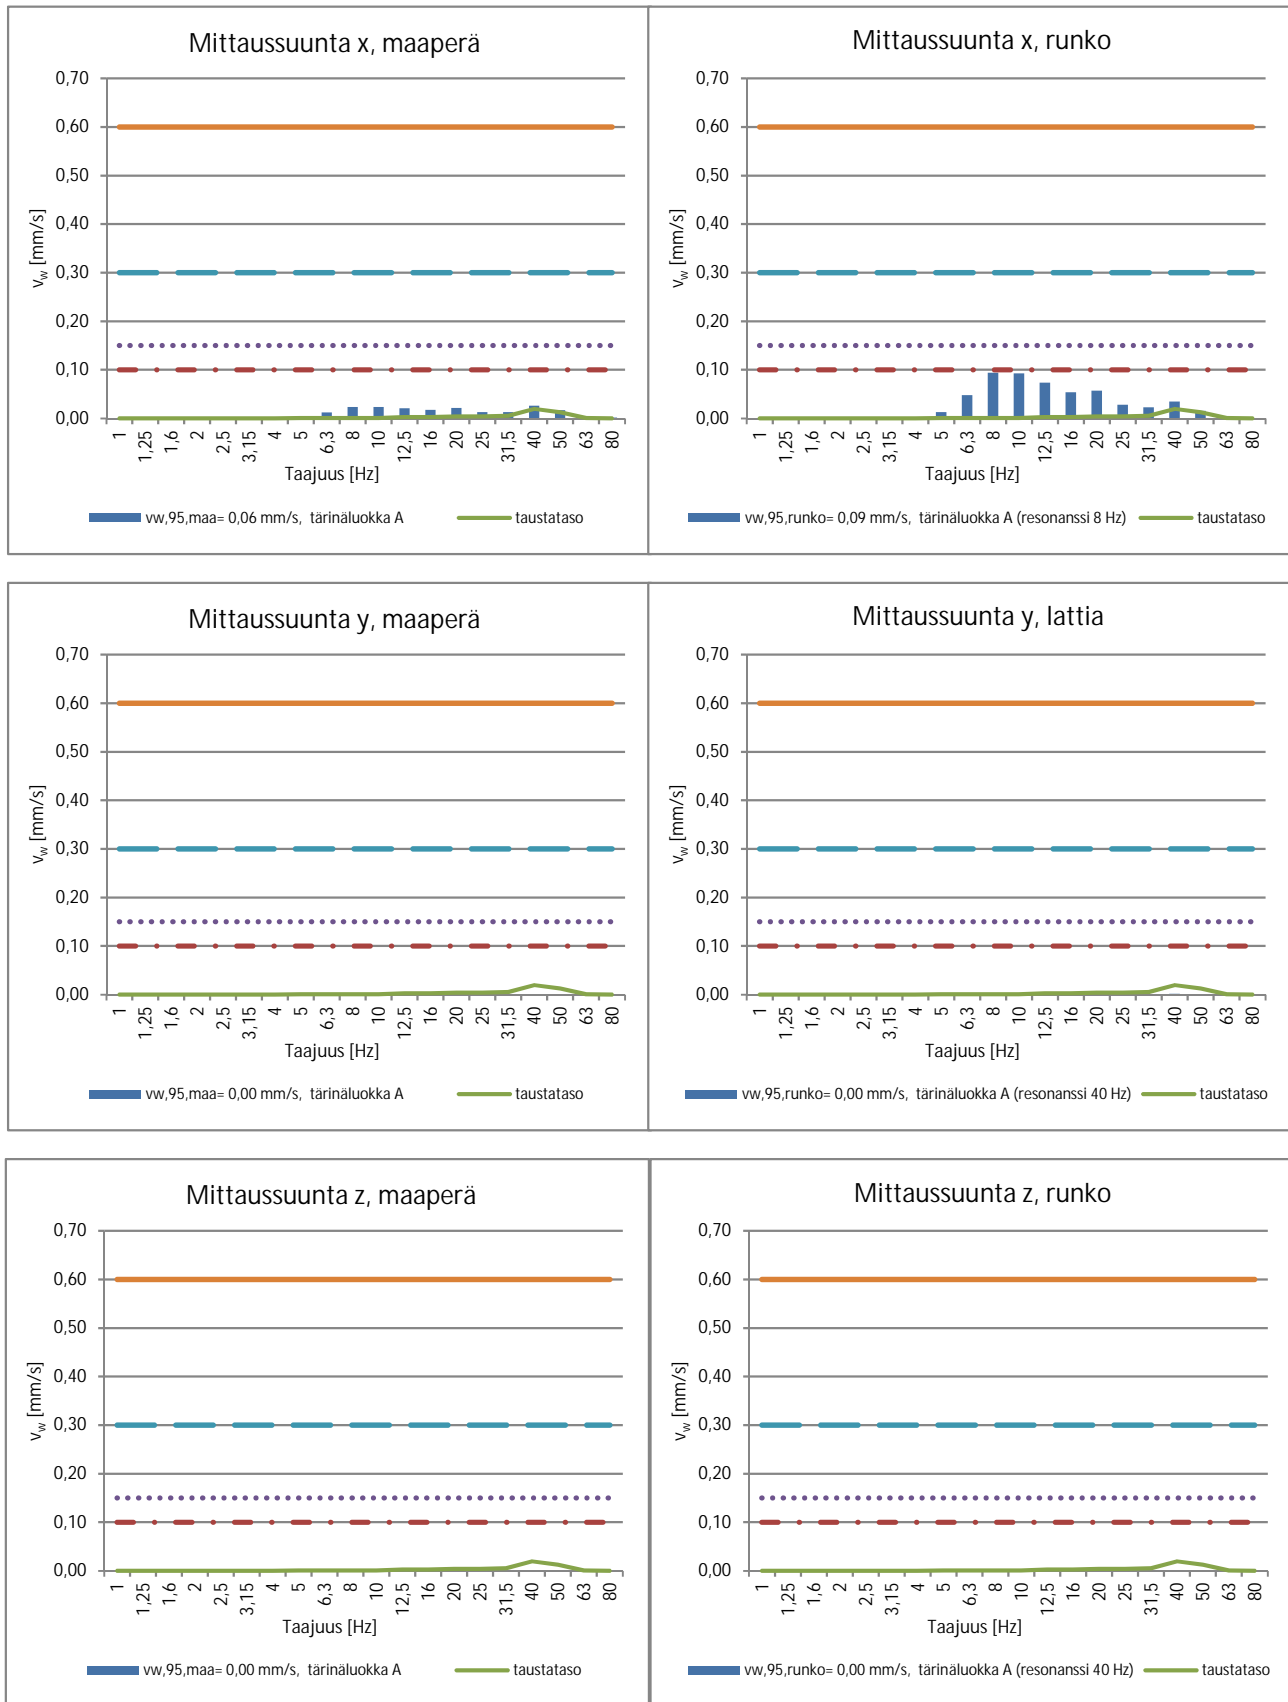 Mittaussuunta x, maaperä
0,70
0,60
0,50
0,40
0,30
0,20
0,10
0,00
v_w [mm/s]
1 1,25 1,6 2 2,5 3,15 4 5 6,3 8 10 12,5 16 20 25 31,5 40 50 63 80
Taajuus [Hz]
vw,95,maa= 0,06 mm/s, tärinäluokka A taustataso
Mittaussuunta x, runko
0,70
0,60
0,50
0,40
0,30
0,20
0,10
0,00
v_w [mm/s]
1 1,25 1,6 2 2,5 3,15 4 5 6,3 8 10 12,5 16 20 25 31,5 40 50 63 80
Taajuus [Hz]
vw,95,runko= 0,09 mm/s, tärinäluokka A (resonanssi 8 Hz) taustataso
Mittaussuunta y, maaperä
0,70
0,60
0,50
0,40
0,30
0,20
0,10
0,00
v_w [mm/s]
1 1,25 1,6 2 2,5 3,15 4 5 6,3 8 10 12,5 16 20 25 31,5 40 50 63 80
Taajuus [Hz]
vw,95,maa= 0,00 mm/s, tärinäluokka A taustataso
Mittaussuunta y, lattia
0,70
0,60
0,50
0,40
0,30
0,20
0,10
0,00
v_w [mm/s]
1 1,25 1,6 2 2,5 3,15 4 5 6,3 8 10 12,5 16 20 25 31,5 40 50 63 80
Taajuus [Hz]
vw,95,runko= 0,00 mm/s, tärinäluokka A (resonanssi 40 Hz) taustataso
Mittaussuunta z, maaperä
0,70
0,60
0,50
0,40
0,30
0,20
0,10
0,00
v_w [mm/s]
1 1,25 1,6 2 2,5 3,15 4 5 6,3 8 10 12,5 16 20 25 31,5 40 50 63 80
Taajuus [Hz]
vw,95,maa= 0,00 mm/s, tärinäluokka A taustataso
Mittaussuunta z, runko
0,70
0,60
0,50
0,40
0,30
0,20
0,10
0,00
v_w [mm/s]
1 1,25 1,6 2 2,5 3,15 4 5 6,3 8 10 12,5 16 20 25 31,5 40 50 63 80
Taajuus [Hz]
vw,95,runko= 0,00 mm/s, tärinäluokka A (resonanssi 40 Hz) taustataso